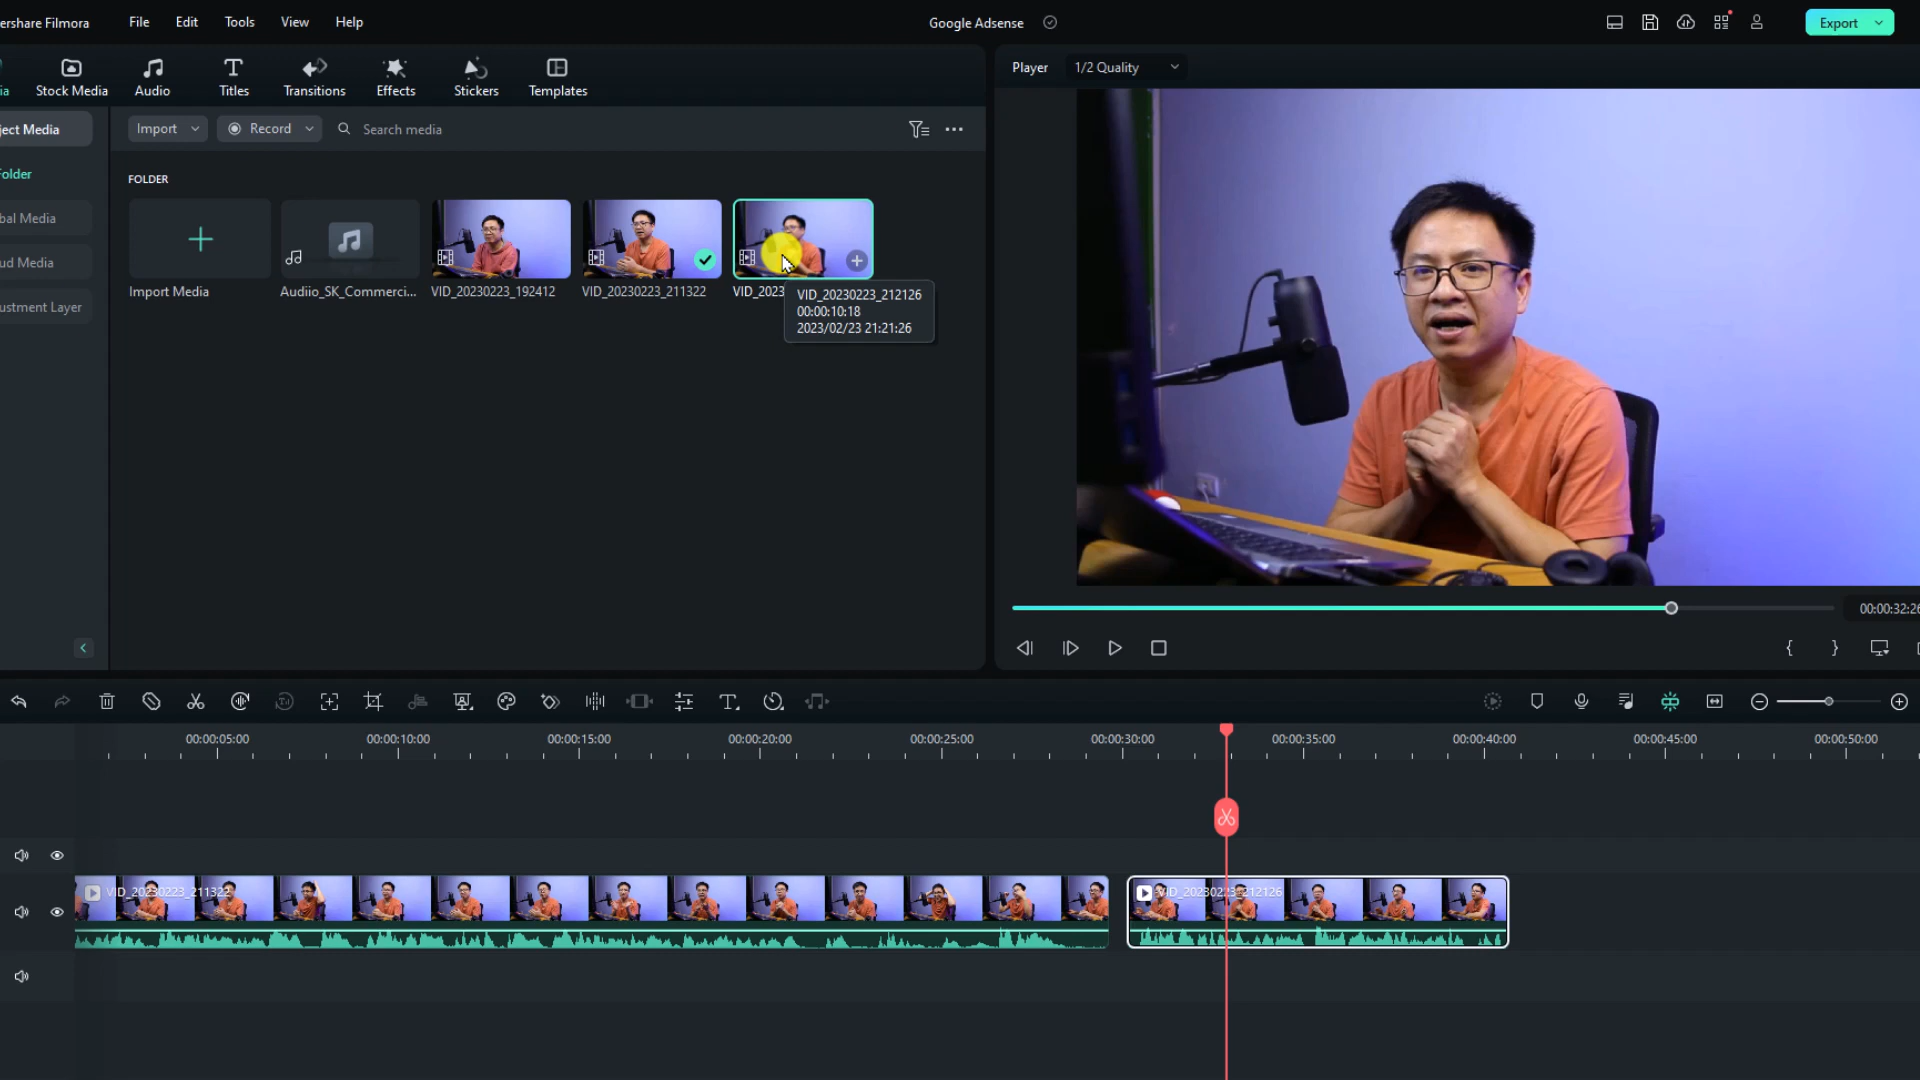 ershare Filmora
File
Edit
Tools
View
Help
Google Adsense
Export
ia
Stock Media
Audio
Titles
Transitions
Effects
Stickers
Templates
Player
1/2 Quality
ject Media
Import
Record
Search media
Folder
FOLDER
bal Media
ud Media
ustment Layer
Import Media
Audiio_SK_Commerci...
VID_20230223_192412
VID_20230223_211322
VID_2023
VID_20230223_212126
00:00:10:18
2023/02/23 21:21:26
00:00:32:26
00:00:05:00
00:00:10:00
00:00:15:00
00:00:20:00
00:00:25:00
00:00:30:00
00:00:35:00
00:00:40:00
00:00:45:00
00:00:50:00
VID_20230223_211322
VID_20230223_212126